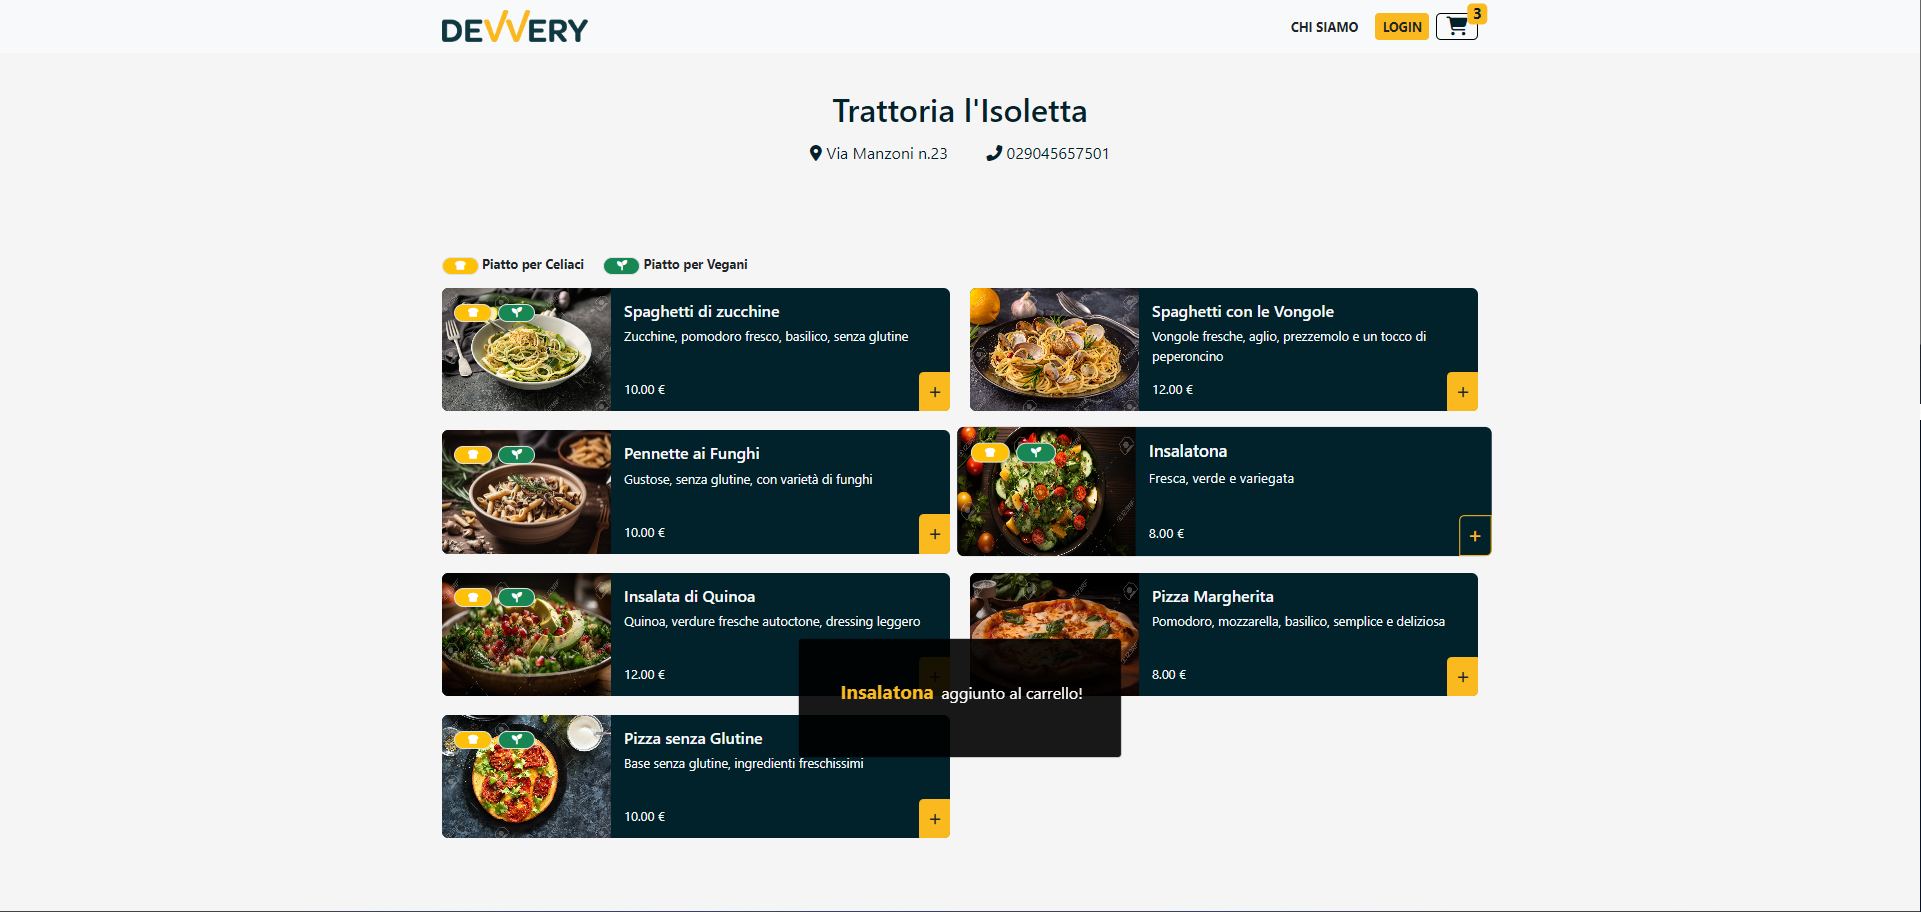 DEVVERY
CHI SIAMO
LOGIN
3
Trattoria l'Isoletta
Via Manzoni n.23
029045657501
Piatto per Celiaci
Piatto per Vegani
Spaghetti di zucchine
Zucchine, pomodoro fresco, basilico, senza glutine
10.00 €
+
Spaghetti con le Vongole
Vongole fresche, aglio, prezzemolo e un tocco di
peperoncino
12.00 €
+
Pennette ai Funghi
Gustose, senza glutine, con varietà di funghi
10.00 €
+
Insalatona
Fresca, verde e variegata
8.00 €
+
Insalata di Quinoa
Quinoa, verdure fresche autoctone, dressing leggero
12.00 €
+
Pizza Margherita
Pomodoro, mozzarella, basilico, semplice e deliziosa
8.00 €
+
Insalatona aggiunto al carrello!
Pizza senza Glutine
Base senza glutine, ingredienti freschissimi
10.00 €
+